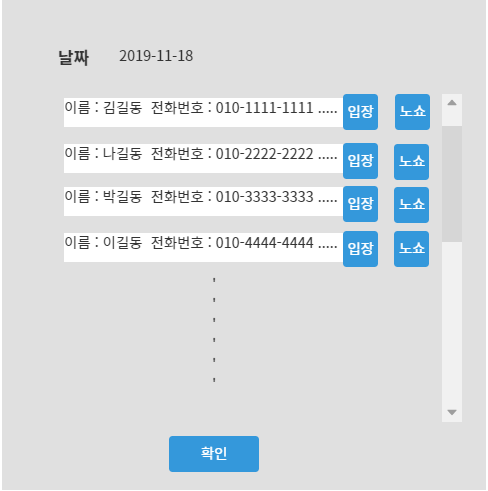 날짜 2019-11-18
이름 : 김길동 전화번호 : 010-1111-1111 ..... 입장 노쇼
이름 : 나길동 전화번호 : 010-2222-2222 ..... 입장 노쇼
이름 : 박길동 전화번호 : 010-3333-3333 ..... 입장 노쇼
이름 : 이길동 전화번호 : 010-4444-4444 ..... 입장 노쇼
'
'
'
'
'
'
확인